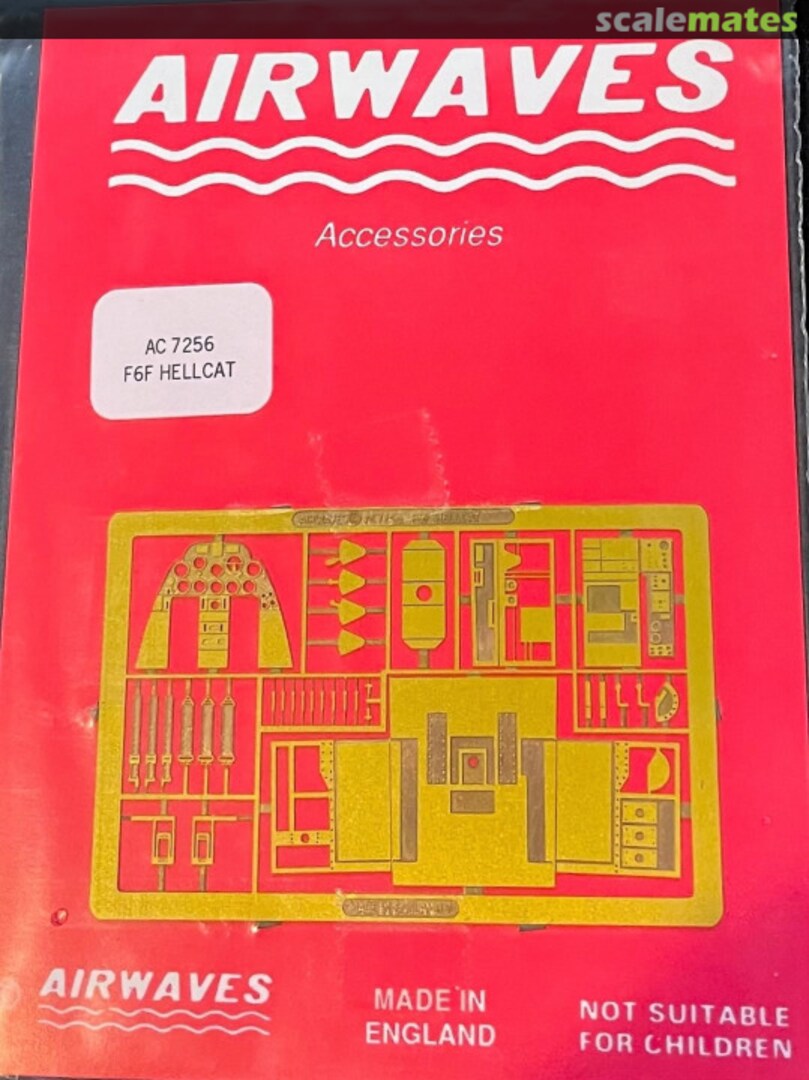 scalemates
AIRWAVES
Accessories
AC 7256
F6F HELLCAT
AIRWAVES
MADE IN
ENGLAND
NOT SUITABLE
FOR CHILDREN